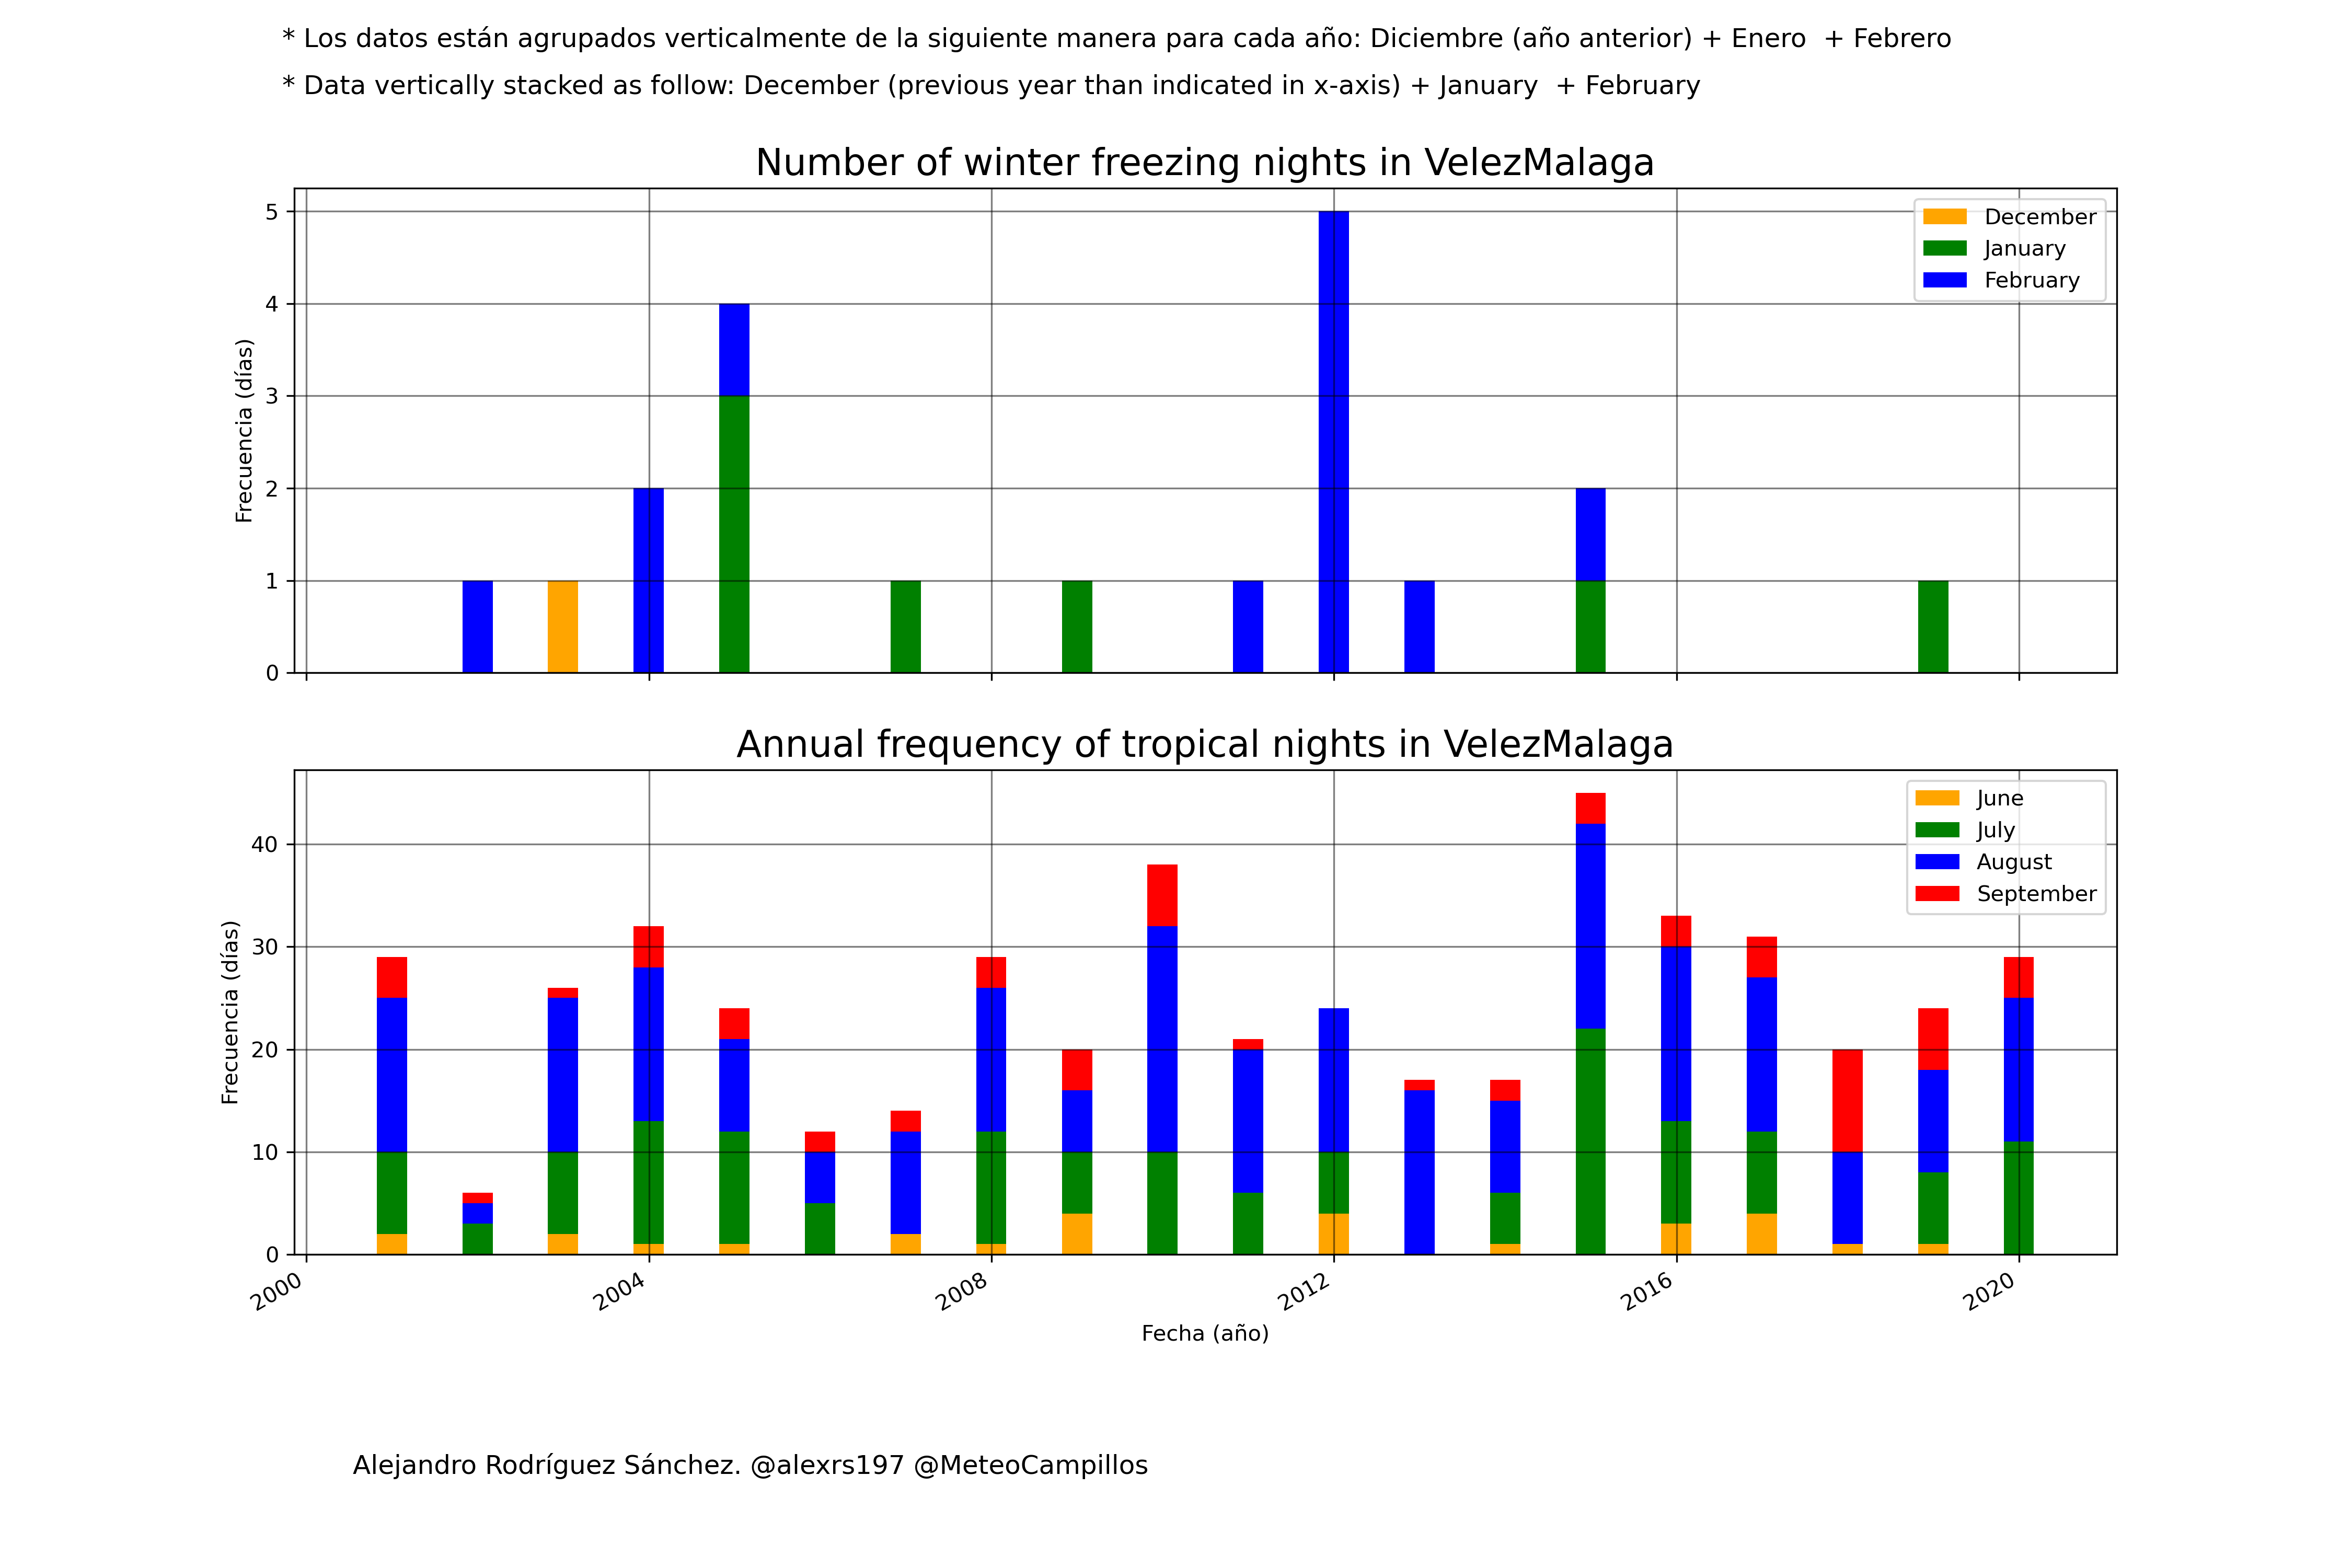 * Los datos están agrupados verticalmente de la siguiente manera para cada año: Diciembre (año anterior) + Enero  + Febrero
* Data vertically stacked as follow: December (previous year than indicated in x-axis) + January  + February
Number of winter freezing nights in VelezMalaga
5
4
3
2
1
0
Frecuencia (días)
December
January
February
Annual frequency of tropical nights in VelezMalaga
40
30
20
10
0
Frecuencia (días)
June
July
August
September
2000
2004
2008
2012
2016
2020
Fecha (año)
Alejandro Rodríguez Sánchez. @alexrs197 @MeteoCampillos